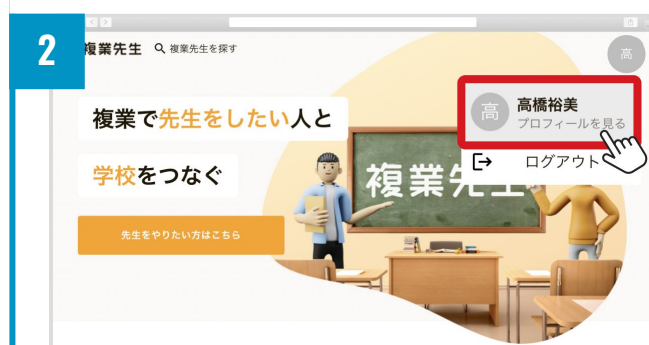 2
複業先生 複業先生を探す
高
複業で先生をしたい人と
学校をつなぐ
先生をやりたい方はこちら
高 高橋裕美
プロフィールを見る
ログアウト
複業先生